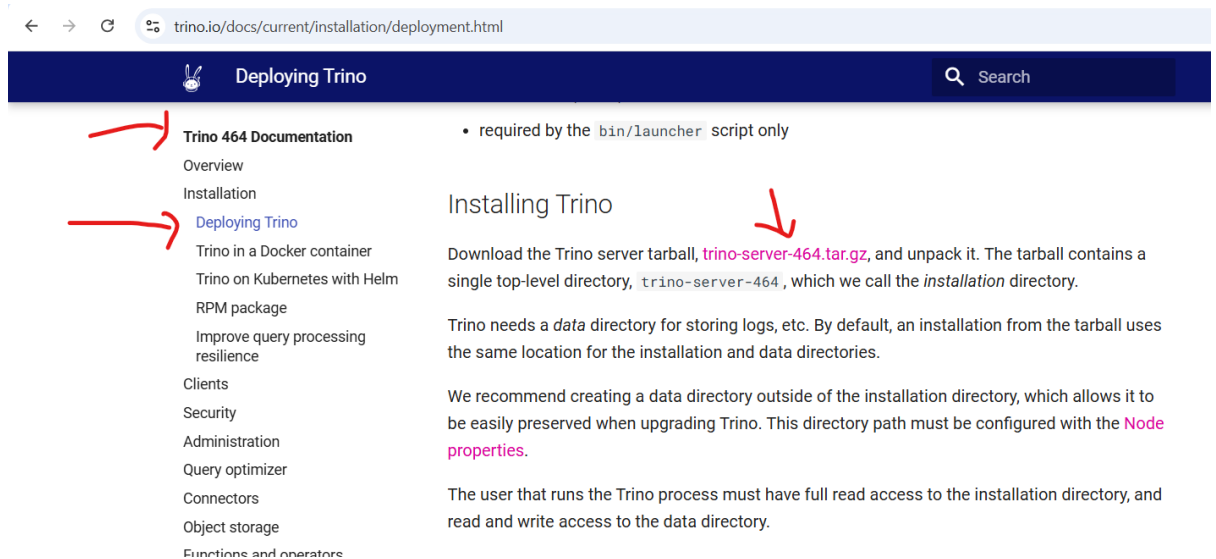 trino.io/docs/current/installation/deployment.html
Deploying Trino
Search
Trino 464 Documentation
Overview
Installation
Deploying Trino
Trino in a Docker container
Trino on Kubernetes with Helm
RPM package
Improve query processing
resilience
Clients
Security
Administration
Query optimizer
Connectors
Object storage
Functions and operators
• required by the bin/launcher script only
Installing Trino
Download the Trino server tarball, trino-server-464.tar.gz, and unpack it. The tarball contains a
single top-level directory, trino-server-464, which we call the installation directory.
Trino needs a data directory for storing logs, etc. By default, an installation from the tarball uses
the same location for the installation and data directories.
We recommend creating a data directory outside of the installation directory, which allows it to
be easily preserved when upgrading Trino. This directory path must be configured with the Node
properties.
The user that runs the Trino process must have full read access to the installation directory, and
read and write access to the data directory.